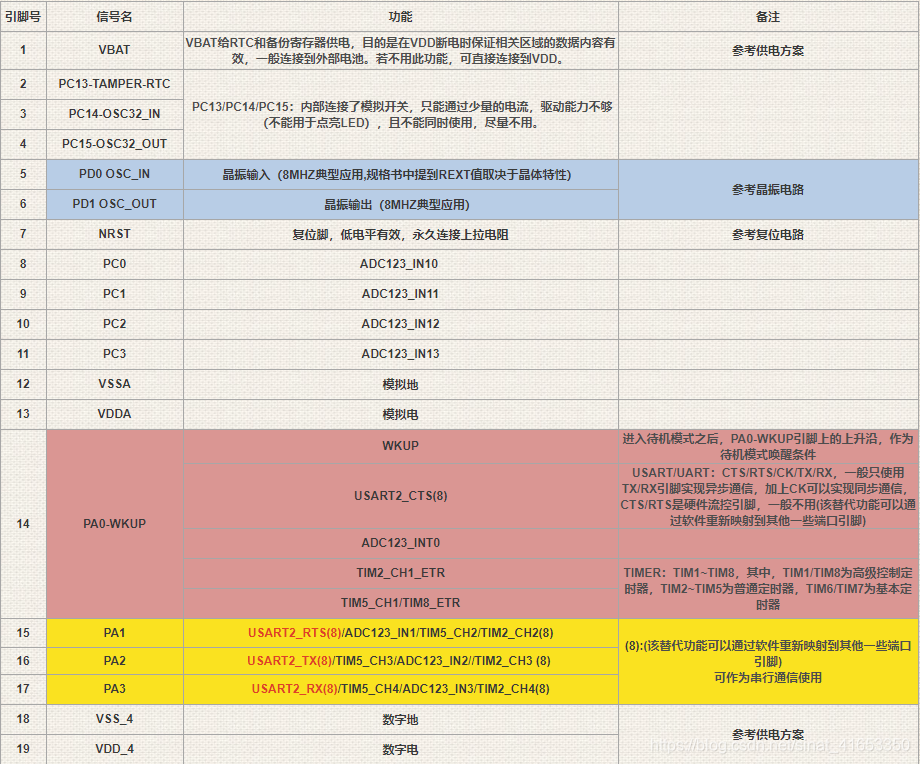 引脚号 信号名 功能 备注
1 VBAT VBAT给RTC和备份寄存器供电，目的是在VDD断电时保证相关区域的数据内容有
效，一般连接到外部电池。若不用此功能，可直接连接到VDD。 参考供电方案
2 PC13-TAMPER-RTC
3 PC14-OSC32_IN
4 PC15-OSC32_OUT
PC13/PC14/PC15：内部连接了模拟开关，只能通过少量的电流，驱动能力不够
(不能用于点亮LED），且不能同时使用，尽量不用。
5 PD0 OSC_IN 晶振输入（8MHZ典型应用,规格书中提到REXT值取决于晶体特性)
6 PD1 OSC_OUT 晶振输出（8MHZ典型应用)
参考晶振电路
7 NRST 复位脚，低电平有效，永久连接上拉电阻 参考复位电路
8 PC0 ADC123_IN10
9 PC1 ADC123_IN11
10 PC2 ADC123_IN12
11 PC3 ADC123_IN13
12 VSSA 模拟地
13 VDDA 模拟电
14 PA0-WKUP
WKUP 进入待机模式之后，PA0-WKUP引脚上的上升沿，作为
待机模式唤醒条件
USART2_CTS(8) USART/UART：CTS/RTS/CK/TX/RX，一般只使用
TX/RX引脚实现异步通信，加上CK可以实现同步通信，
CTS/RTS是硬件流控引脚，一般不用(该替代功能可以通
过软件重新映射到其他一些端口引脚)
ADC123_INT0
TIM2_CH1_ETR
TIM5_CH1/TIM8_ETR
TIMER：TIM1~TIM8，其中，TIM1/TIM8为高级控制定
时器，TIM2~TIM5为普通定时器，TIM6/TIM7为基本定
时器
15 PA1 USART2_RTS(8)/ADC123_IN1/TIM5_CH2/TIM2_CH2(8)
16 PA2 USART2_TX(8)/TIM5_CH3/ADC123_IN2//TIM2_CH3 (8)
17 PA3 USART2_RX(8)/TIM5_CH4/ADC123_IN3/TIM2_CH4(8)
(8):(该替代功能可以通过软件重新映射到其他一些端口
引脚)
可作为串行通信使用
18 VSS_4 数字地
19 VDD_4 数字电
参考供电方案
https://blog.csdn.net/sinat_41653350